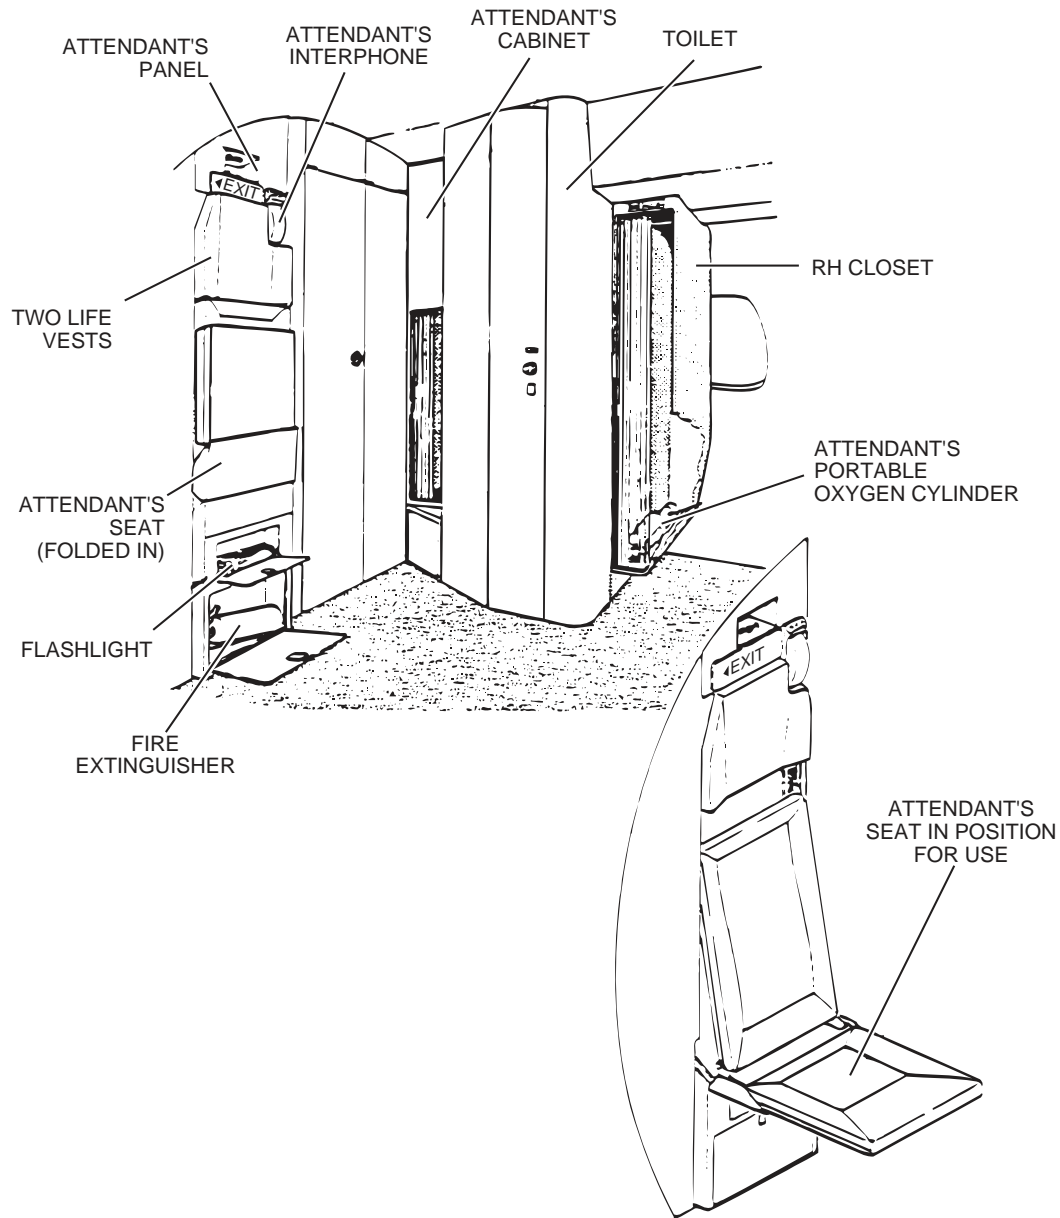 ATTENDANT'S
CABINET
ATTENDANT'S
INTERPHONE
TOILET
ATTENDANT'S
PANEL
◄EXIT
RH CLOSET
TWO LIFE
VESTS
ATTENDANT'S
PORTABLE
OXYGEN CYLINDER
ATTENDANT'S
SEAT
(FOLDED IN)
FLASHLIGHT
◄EXIT
FIRE
EXTINGUISHER
ATTENDANT'S
SEAT IN POSITION
FOR USE